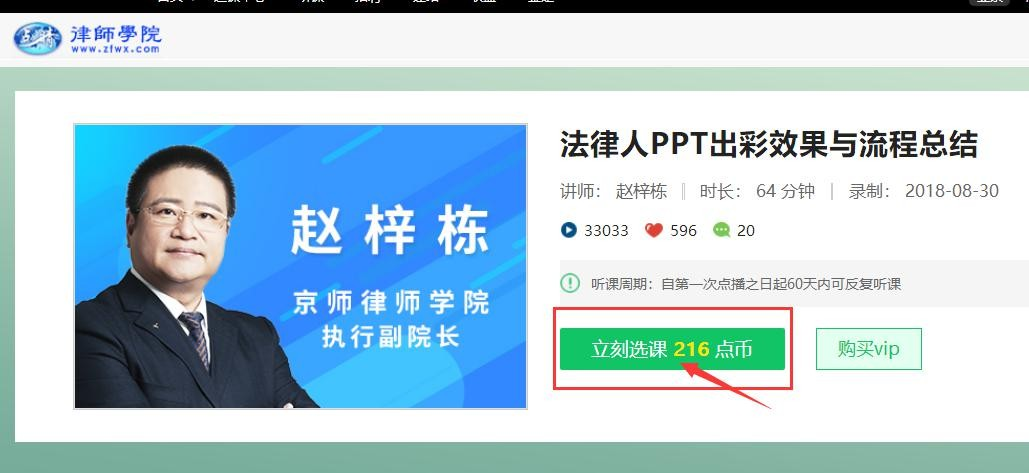 律師學院
www.zfwx.com
赵梓栋
京师律师学院
执行副院长
法律人PPT出彩效果与流程总结
讲师： 赵梓栋 || 时长： 64 分钟 | 录制： 2018-08-30
33033 596 20
听课周期：自第一次点播之日起60天内可反复听课
立刻选课 216 点币
购买vip